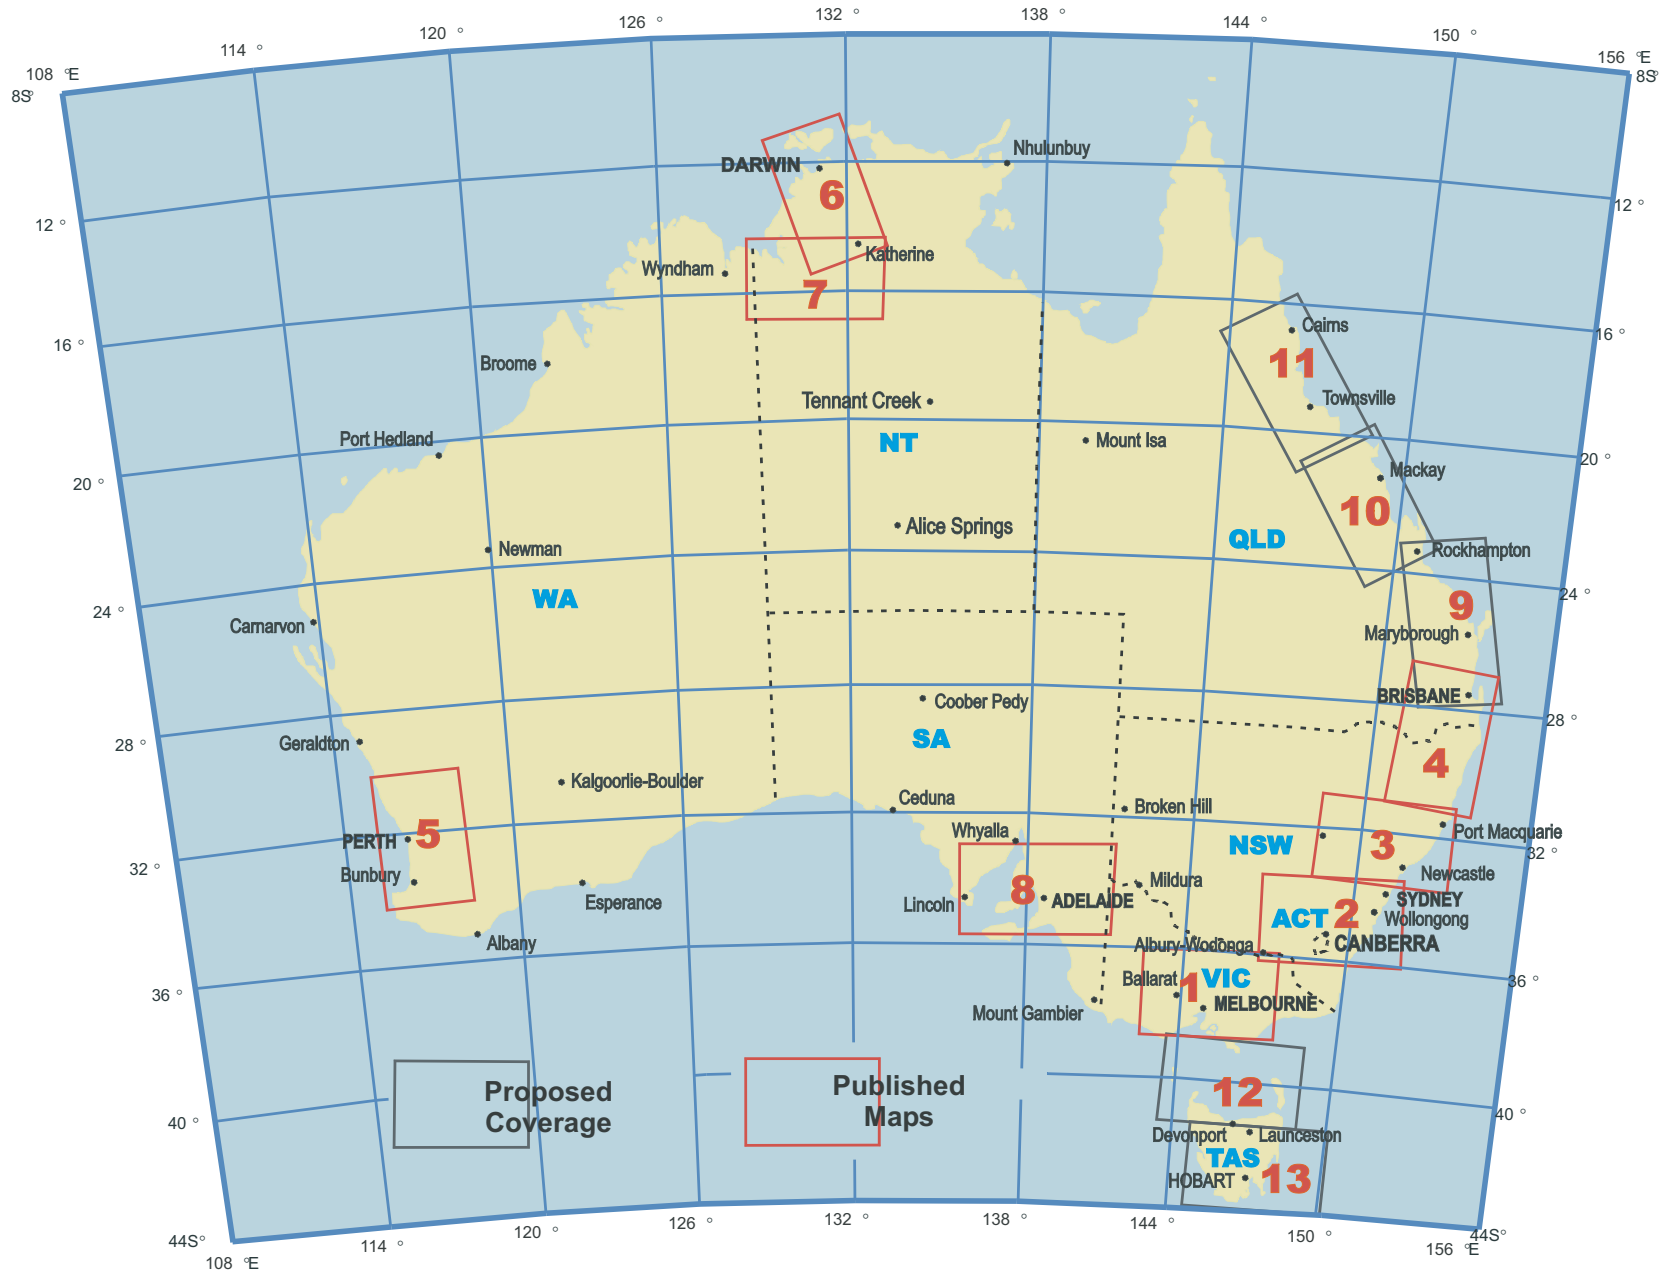 132 °
126 °
138 °
120 °
144 °
114 °
150 °
108 °E
156 °E
8S°
8S°
Nhulunbuy
DARWIN
6
12 °
12 °
Katherine
Wyndham
7
Cairns
16 °
16 °
Broome
11
Tennant Creek
Townsville
Port Hedland
NT
Mount Isa
20 °
Mackay
20 °
10
Alice Springs
QLD
Newman
Rockhampton
24 °
WA
9
24 °
Carnarvon
Maryborough
BRISBANE
Coober Pedy
28 °
28 °
Geraldton
SA
4
Kalgoorlie-Boulder
Ceduna
Broken Hill
5
PERTH
Whyalla
NSW
3
Port Macquarie
32 °
32 °
Bunbury
Newcastle
Mildura
8
Lincoln
ADELAIDE
SYDNEY
Esperance
ACT
2
Wollongong
Albany
Albury-Wodonga
CANBERRA
Ballarat
1
VIC
36 °
36 °
MELBOURNE
Mount Gambier
Proposed
Coverage
Published
Maps
12
40 °
40 °
Devonport
Launceston
TAS
HOBART
13
44S°
44S°
108 °E
114 °
120 °
126 °
132 °
138 °
144 °
150 °
156 °E